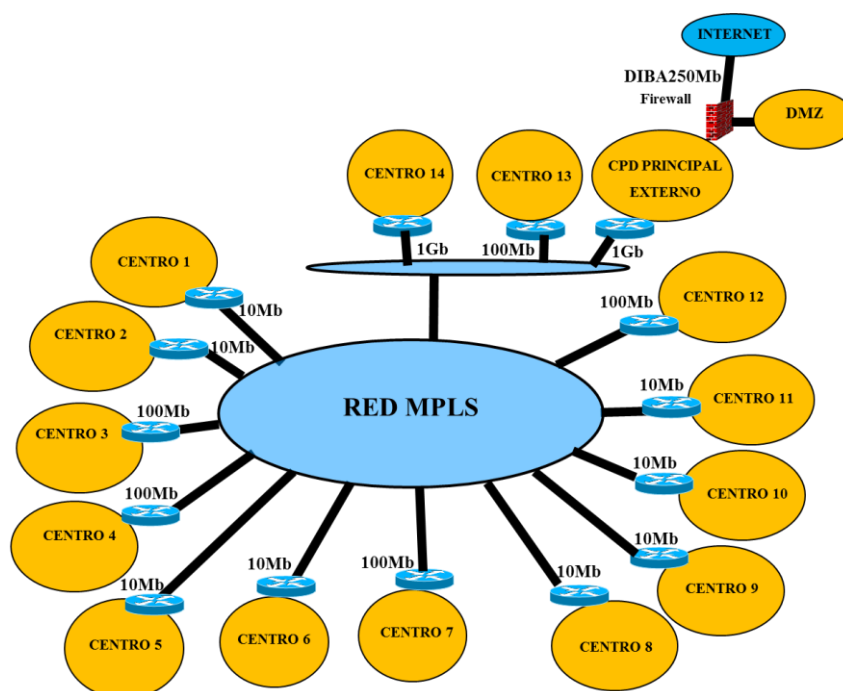 INTERNET
DIBA250Mb
Firewall
DMZ
CENTRO 14
CENTRO 13
CPD PRINCIPAL
EXTERNO
1Gb
100Mb
1Gb
CENTRO 1
10Mb
CENTRO 12
100Mb
CENTRO 2
10Mb
RED MPLS
10Mb
CENTRO 11
CENTRO 3
100Mb
10Mb
CENTRO 10
CENTRO 4
100Mb
10Mb
CENTRO 9
10Mb
CENTRO 5
10Mb
CENTRO 6
100Mb
CENTRO 7
10Mb
CENTRO 8